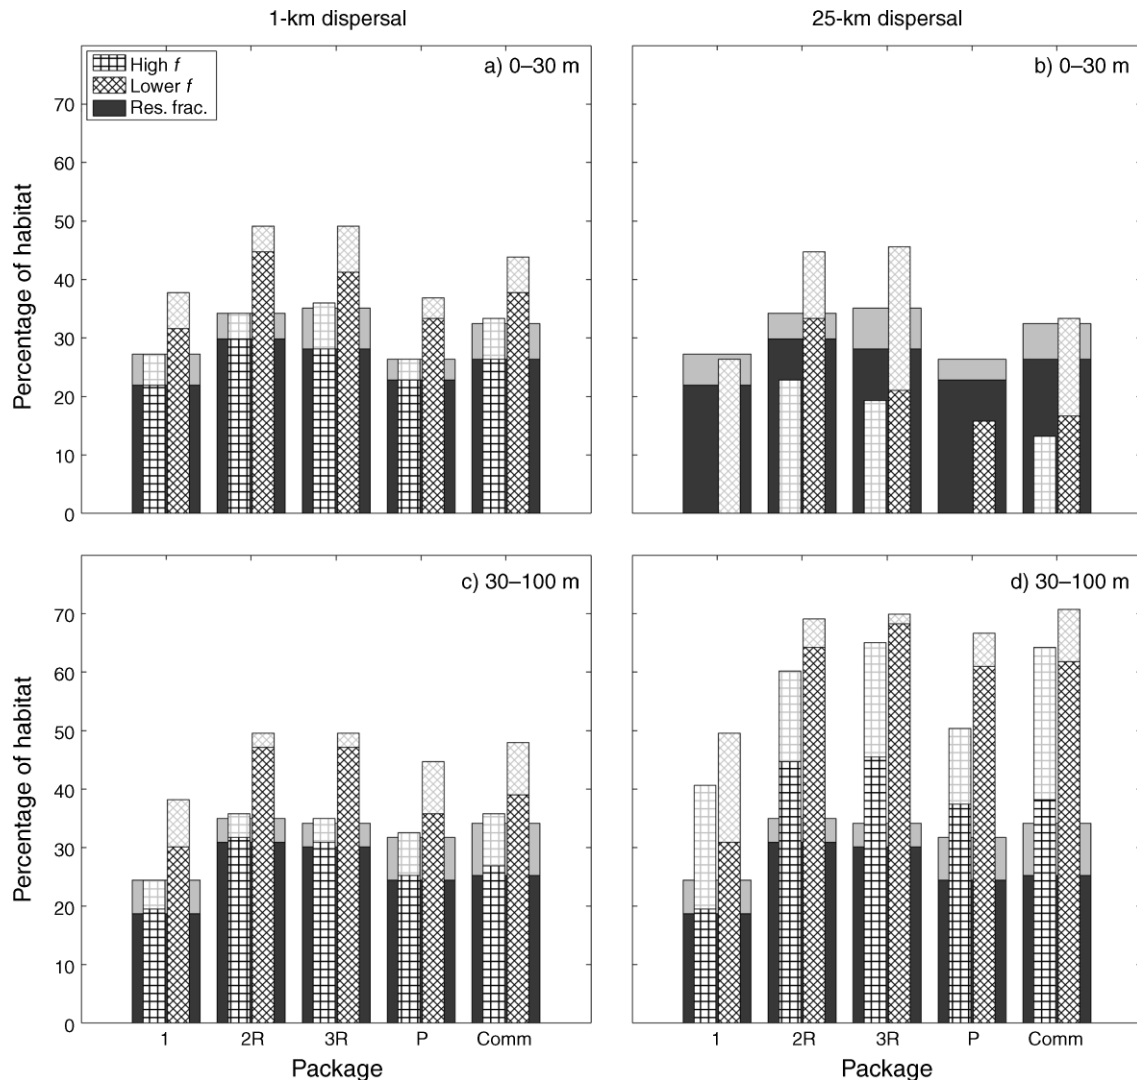 1-km dispersal
25-km dispersal
High f
Lower f
Res. frac.
a) 0–30 m
b) 0–30 m
70
60
50
40
30
20
10
0
Percentage of habitat
c) 30–100 m
d) 30–100 m
70
60
50
40
30
20
10
0
Percentage of habitat
1 2R 3R P Comm
1 2R 3R P Comm
Package
Package